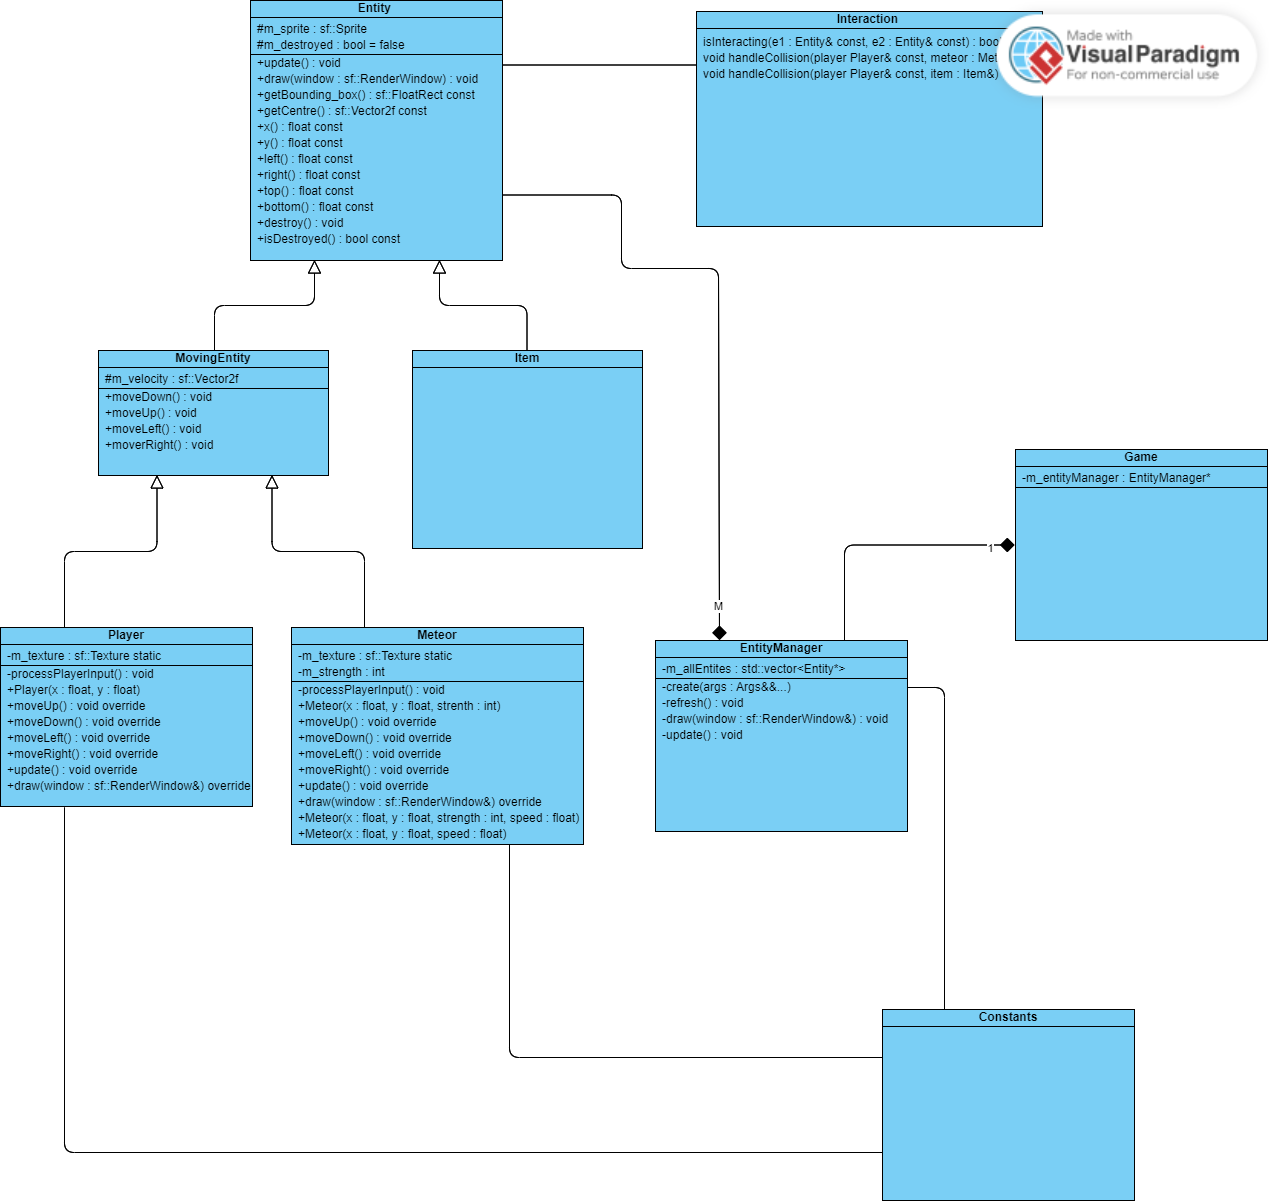 Entity
#m_sprite : sf::Sprite
#m_destroyed : bool = false
+update() : void
+draw(window : sf::RenderWindow) : void
+getBounding_box() : sf::FloatRect const
+getCentre() : sf::Vector2f const
+x() : float const
+y() : float const
+left() : float const
+right() : float const
+top() : float const
+bottom() : float const
+destroy() : void
+isDestroyed() : bool const
Interaction
isInteracting(e1 : Entity& const, e2 : Entity& const) :
void handleCollision(player Player& const, meteor :
void handleCollision(player Player& const, item : Item&)
Made with
VisualParadigm
For non-commercial use
MovingEntity
#m_velocity : sf::Vector2f
+moveDown() : void
+moveUp() : void
+moveLeft() : void
+moverRight() : void
Item
Game
-m_entityManager : EntityManager*
1
M
Player
-m_texture : sf::Texture static
-processPlayerInput() : void
+Player(x : float, y : float)
+moveUp() : void override
+moveDown() : void override
+moveLeft() : void override
+moveRight() : void override
+update() : void override
+draw(window : sf::RenderWindow&) override
Meteor
-m_texture : sf::Texture static
-m_strength : int
-processPlayerInput() : void
+Meteor(x : float, y : float, strenth : int)
+moveUp() : void override
+moveDown() : void override
+moveLeft() : void override
+moveRight() : void override
+update() : void override
+draw(window : sf::RenderWindow&) override
+Meteor(x : float, y : float, strength : int, speed : float)
+Meteor(x : float, y : float, speed : float)
EntityManager
-m_allEntites : std::vector<Entity*>
-create(args : Args&&...)
-refresh() : void
-draw(window : sf::RenderWindow&) : void
-update() : void
Constants